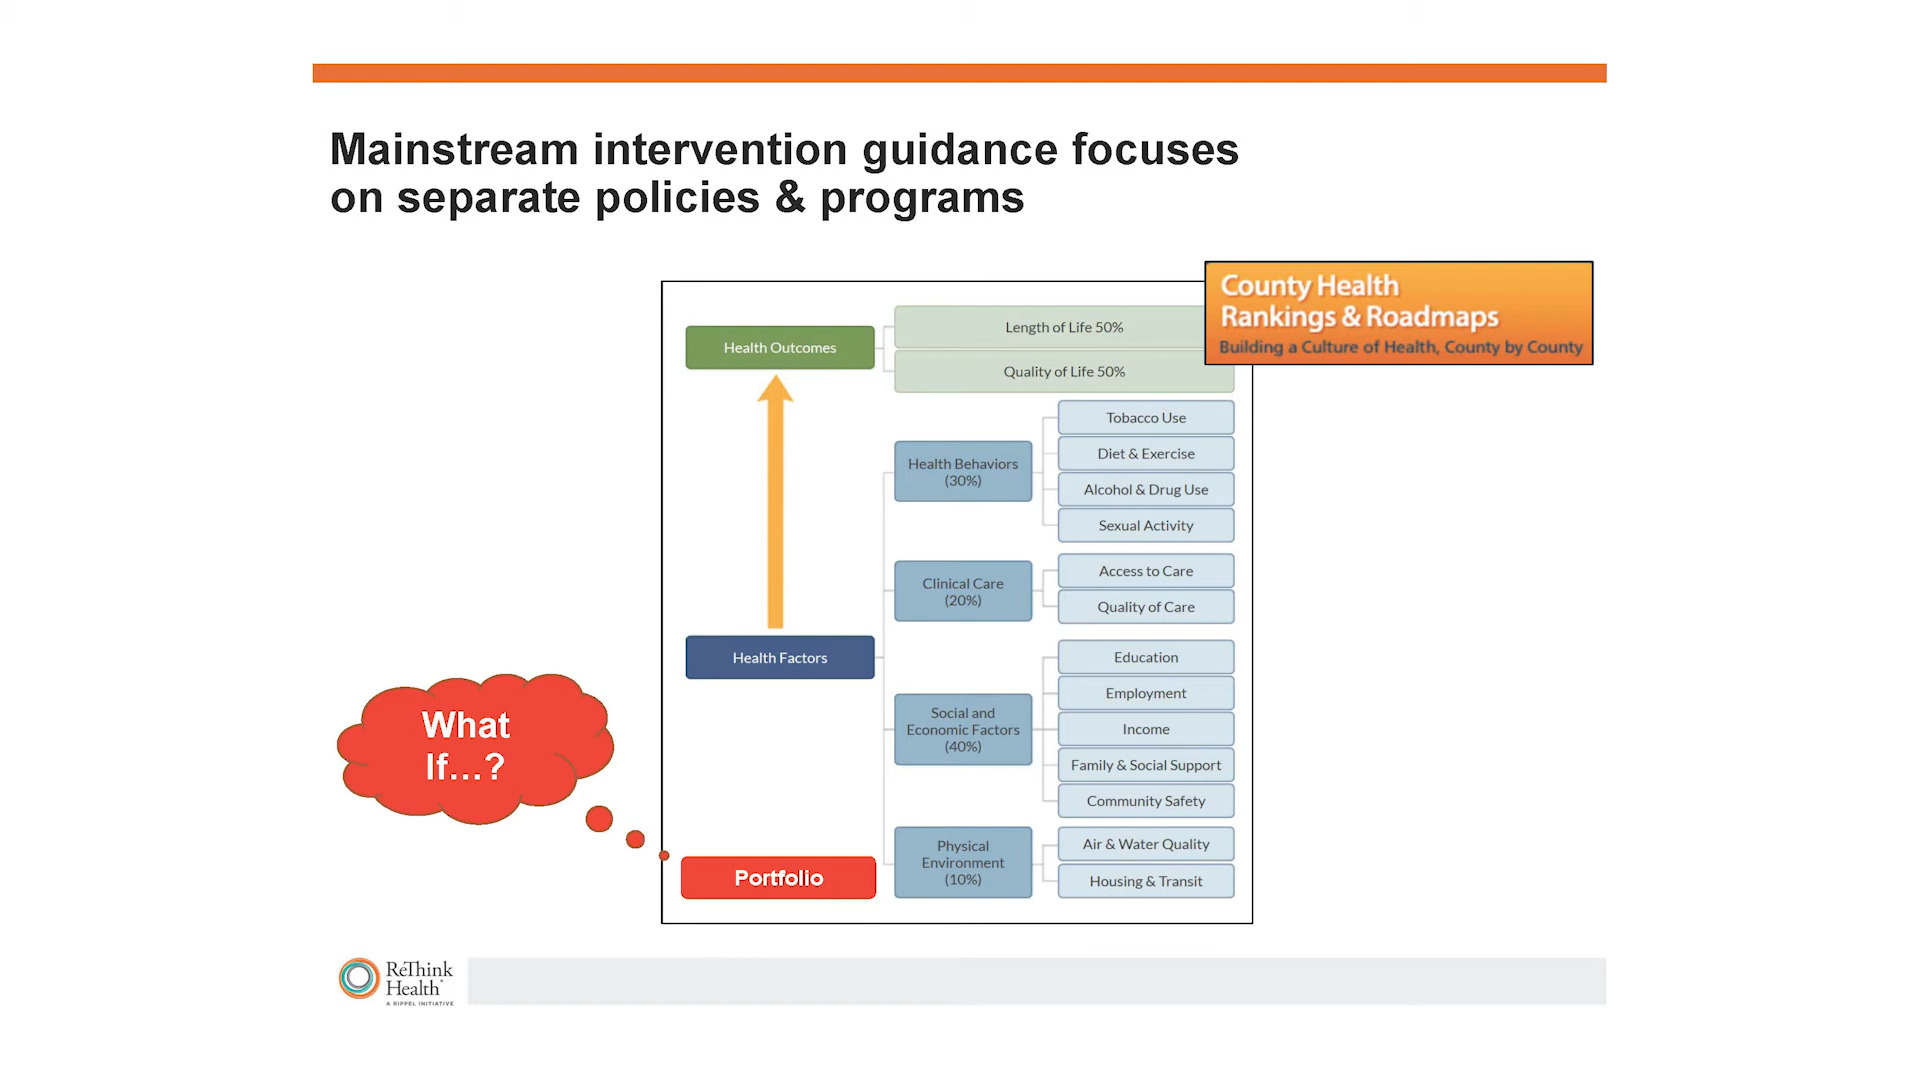 Mainstream intervention guidance focuses
on separate policies & programs
County Health
Rankings & Roadmaps
Building a Culture of Health, County by County
Health Outcomes
Length of Life 50%
Quality of Life 50%
Health Behaviors
(30%)
Tobacco Use
Diet & Exercise
Alcohol & Drug Use
Sexual Activity
Clinical Care
(20%)
Access to Care
Quality of Care
Health Factors
Social and
Economic Factors
(40%)
Education
Employment
Income
Family & Social Support
Community Safety
Physical
Environment
(10%)
Air & Water Quality
Housing & Transit
What
If...?
Portfolio
ReThink
Health
A RIPPEL INITIATIVE